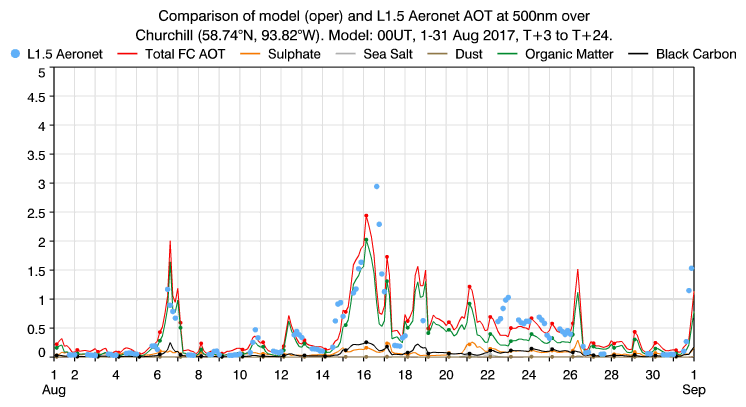 Comparison of model (oper) and L1.5 Aeronet AOT at 500nm over
Churchill (58.74°N, 93.82°W). Model: 00UT, 1-31 Aug 2017, T+3 to T+24.
L1.5 Aeronet Total FC AOT Sulphate Sea Salt Dust Organic Matter Black Carbon
5
4.5
4
3.5
3
2.5
2
1.5
1
0.5
0
1 2 4 6 8 10 12 14 16 18 20 22 24 26 28 30 1
Aug Sep